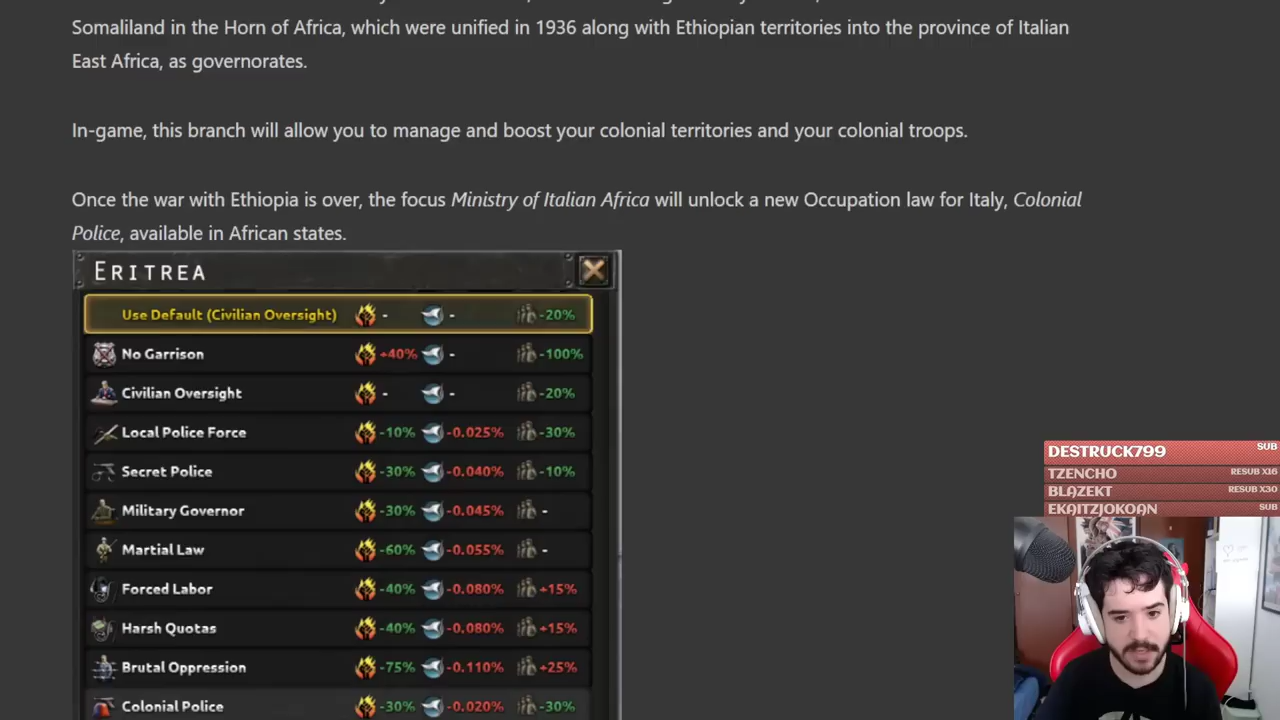 Somaliland in the Horn of Africa, which were unified in 1936 along with Ethiopian territories into the province of Italian
East Africa, as governorates.
In-game, this branch will allow you to manage and boost your colonial territories and your colonial troops.
Once the war with Ethiopia is over, the focus Ministry of Italian Africa will unlock a new Occupation law for Italy, Colonial
Police, available in African states.
ERITREA
Use Default (Civilian Oversight) - - -20%
No Garrison +40% - -100%
Civilian Oversight - - -20%
Local Police Force -10% -0.025% -30%
Secret Police -30% -0.040% -10%
Military Governor -30% -0.045% -
Martial Law -60% -0.055% -
Forced Labor -40% -0.080% +15%
Harsh Quotas -40% -0.080% +15%
Brutal Oppression -75% -0.110% +25%
Colonial Police -30% -0.020% -30%
DESTRUCK799 SUB
TZENCHO RESUB X16
BLAZEKT RESUB X30
EKAITZJOKOAN SUB